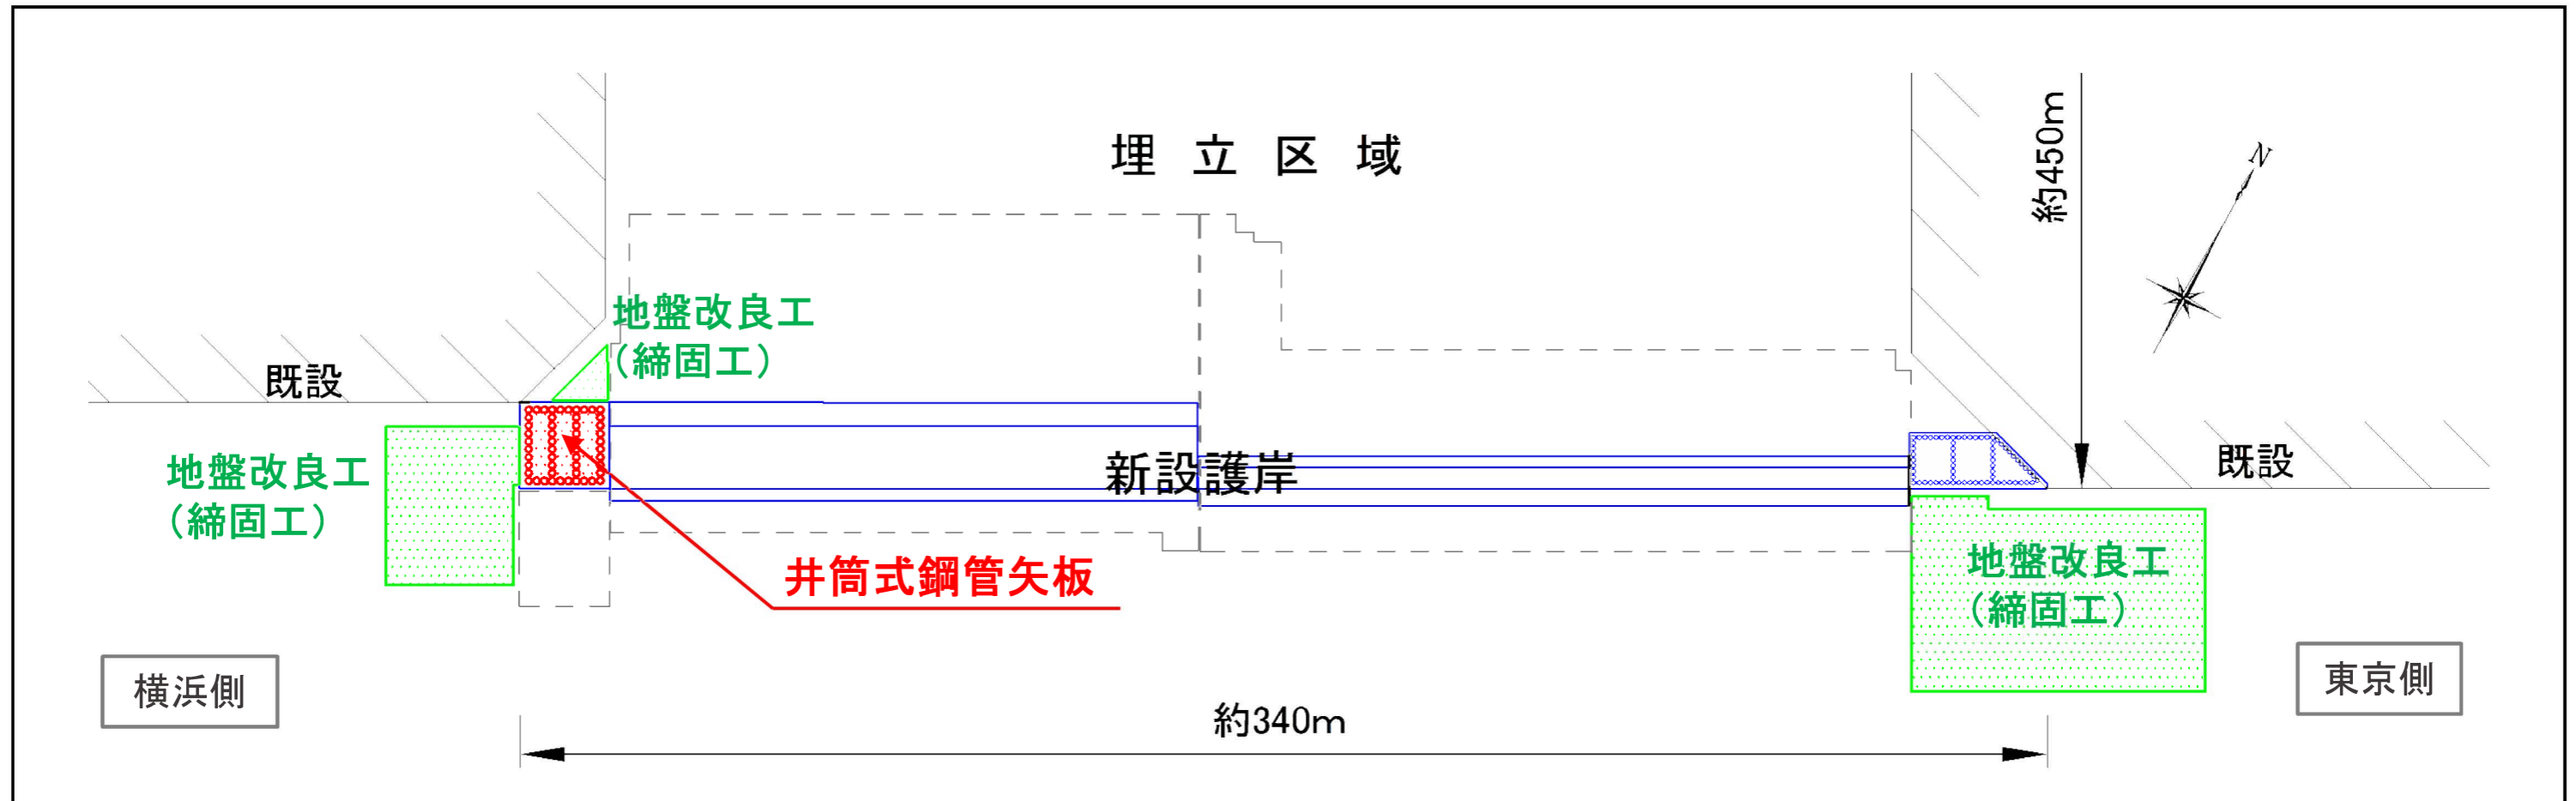 埋立区域
約450m
N
地盤改良工
（締固工）
既設
地盤改良工
（締固工）
新設護岸
既設
井筒式鋼管矢板
地盤改良工
（締固工）
横浜側
東京側
約340m